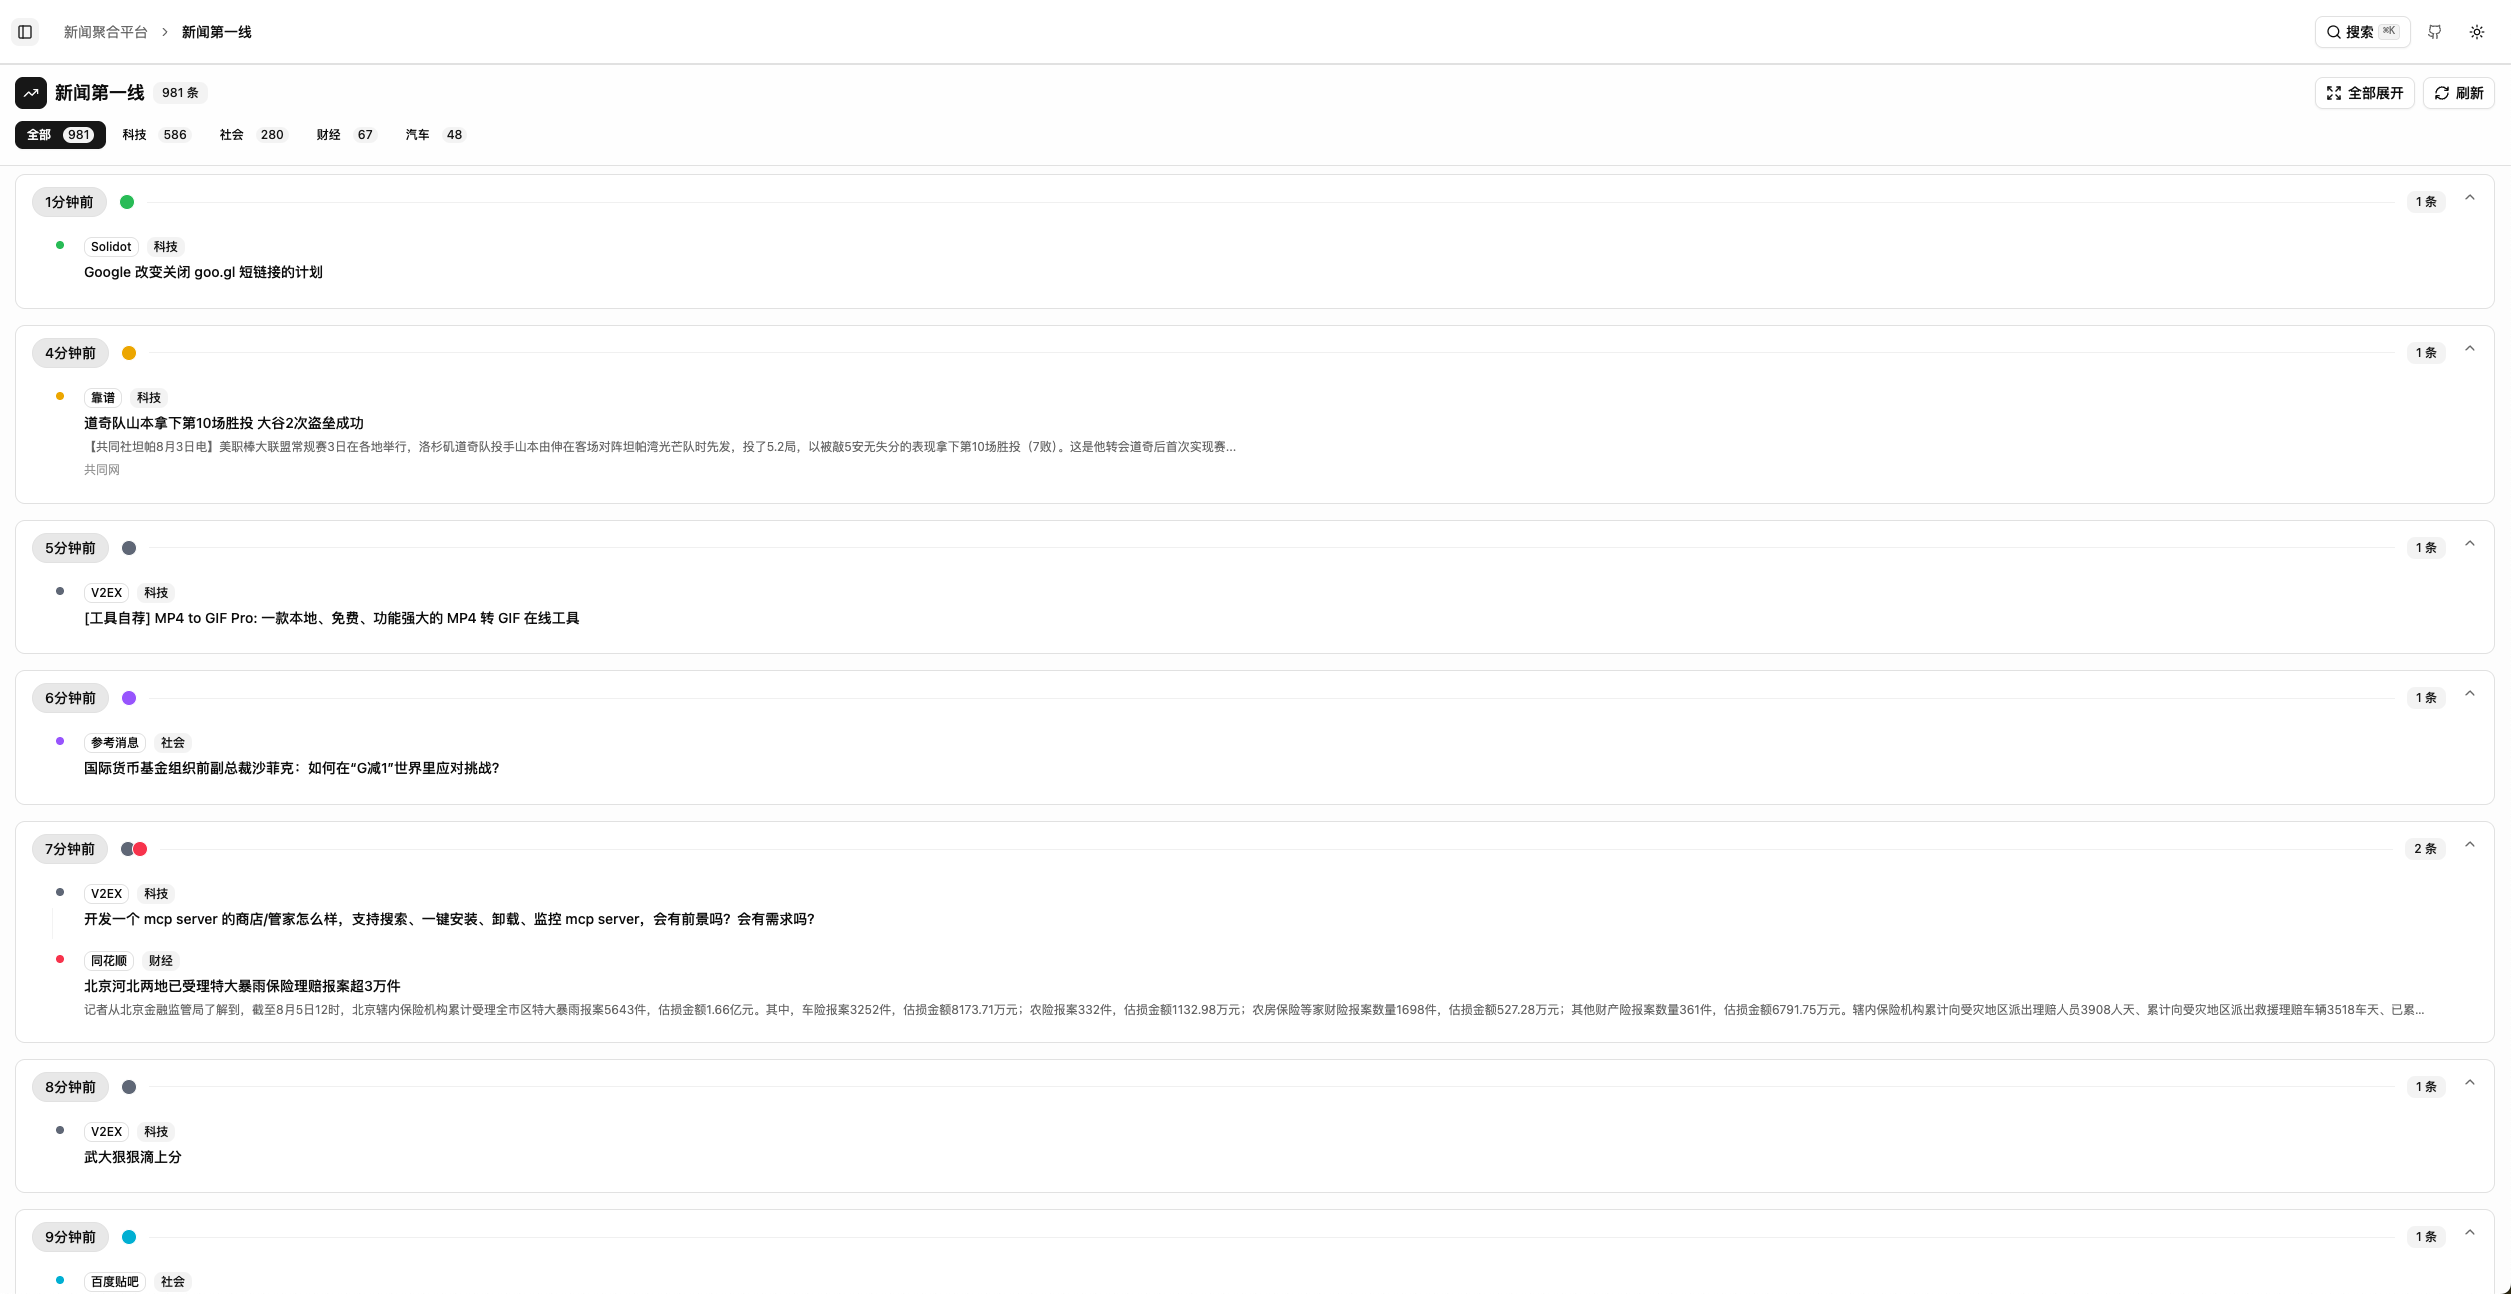 新闻聚合平台 > 新闻第一线
搜索 ⌘K
新闻第一线 981 条
全部展开 刷新
全部 981 科技 586 社会 280 财经 67 汽车 48
1分钟前 1 条
Solidot 科技
Google 改变关闭 goo.gl 短链接的计划
4分钟前 1 条
靠谱 科技
道奇队山本拿下第10场胜投 大谷2次盗垒成功
【共同社坦帕8月3日电】美职棒大联盟常规赛3日在各地举行，洛杉矶道奇队投手山本由伸在客场对阵坦帕湾光芒队时先发，投了5.2局，以被敲5安无失分的表现拿下第10场胜投（7败）。这是他转会道奇后首次实现赛...
共同网
5分钟前 1 条
V2EX 科技
[工具自荐] MP4 to GIF Pro: 一款本地、免费、功能强大的 MP4 转 GIF 在线工具
6分钟前 1 条
参考消息 社会
国际货币基金组织前副总裁沙菲克：如何在“G减1”世界里应对挑战？
7分钟前 2 条
V2EX 科技
开发一个 mcp server 的商店/管家怎么样，支持搜索、一键安装、卸载、监控 mcp server，会有前景吗？会有需求吗？
同花顺 财经
北京河北两地已受理特大暴雨保险理赔报案超3万件
记者从北京金融监管局了解到，截至8月5日12时，北京辖内保险机构累计受理全市区特大暴雨报案5643件，估损金额1.66亿元。其中，车险报案3252件，估损金额8173.71万元；农险报案332件，估损金额1132.98万元；农房保险等家财险报案数量1698件，估损金额527.28万元；其他财产险报案数量361件，估损金额6791.75万元。辖内保险机构累计向受灾地区派出理赔人员3908人天、累计向受灾地区派出救援理赔车辆3518车天、已累...
8分钟前 1 条
V2EX 科技
武大狠狠滴上分
9分钟前 1 条
百度贴吧 社会